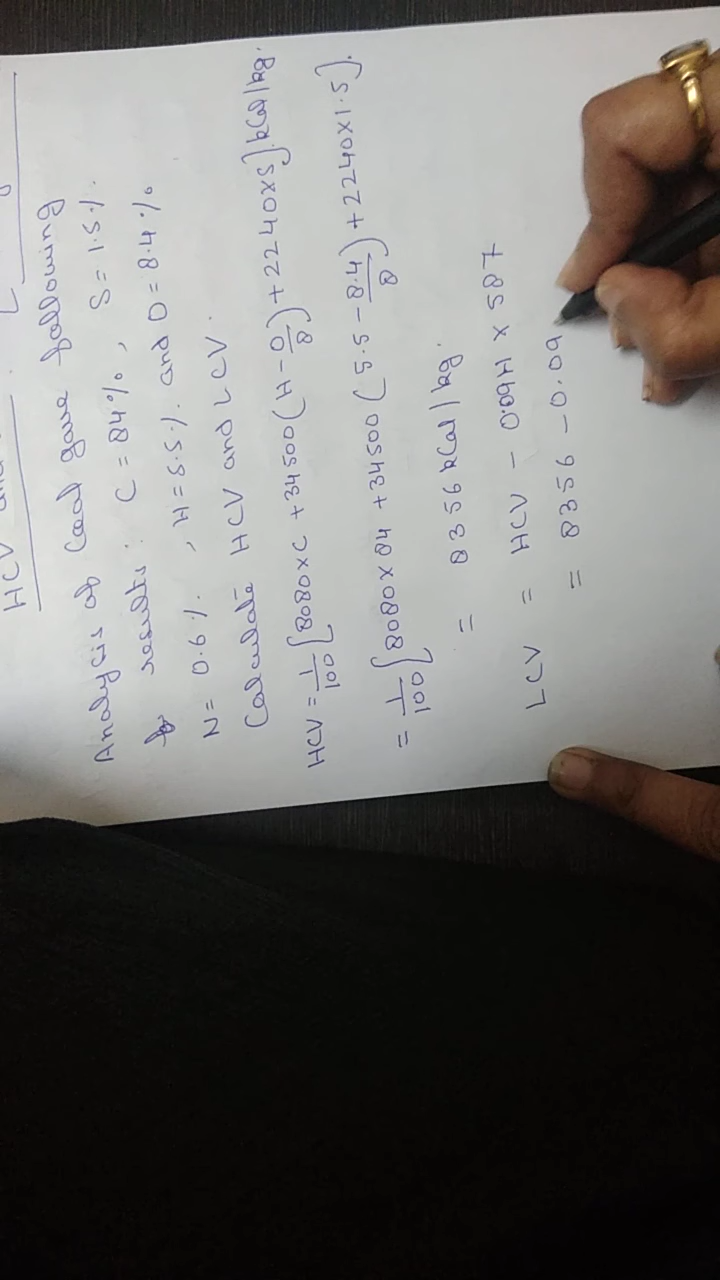 HCV and
Analysis of Coal gave following
results: C = 84%, S = 1.5%.
N = 0.6%, H = 5.5% and O = 8.4%
Calculate HCV and LCV.
HCV = 1/100 [8080×C + 34500(H - O/8) + 2240×S] kCal/kg.
= 1/100 [8080×84 + 34500(5.5 - 8.4/8) + 2240×1.5].
= 8356 kCal/kg.
LCV = HCV - 0.09H × 587
= 8356 - 0.09